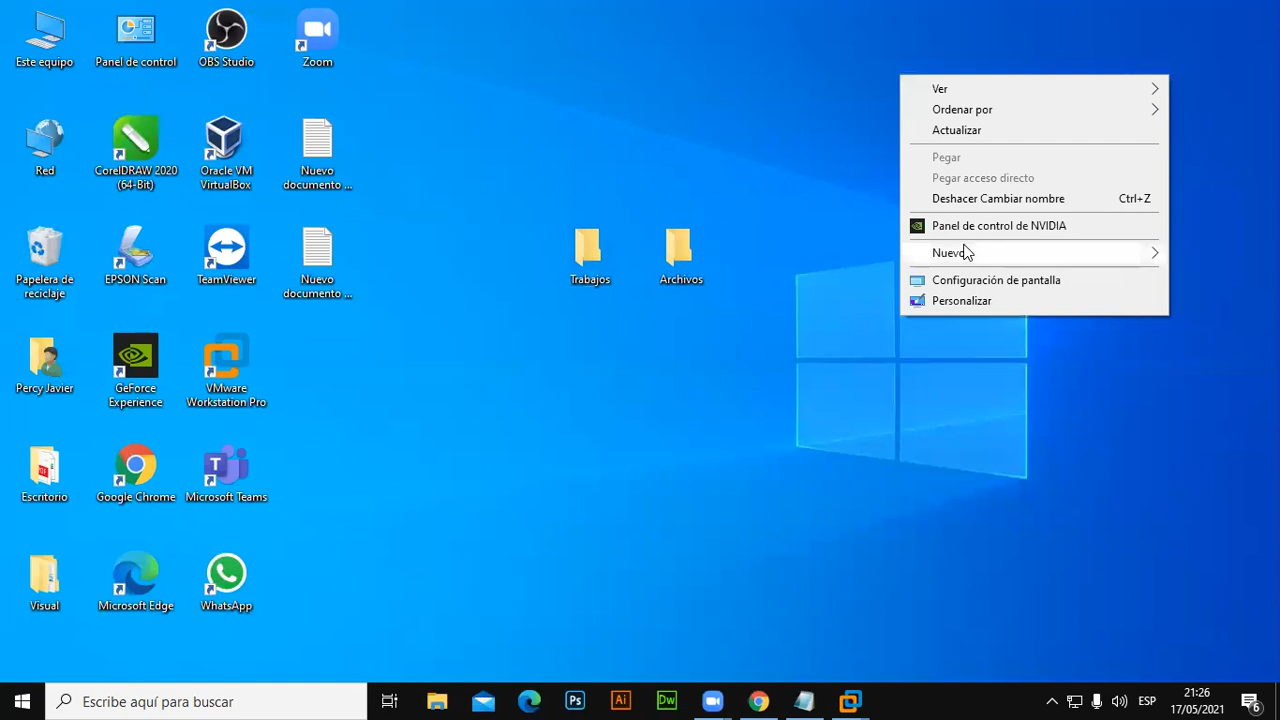 Este equipo
Panel de control
OBS Studio
Zoom
Red
CorelDRAW 2020
(64-Bit)
Oracle VM
VirtualBox
Nuevo
documento ...
Papelera de
reciclaje
EPSON Scan
TeamViewer
Nuevo
documento ...
Trabajos
Archivos
Percy Javier
GeForce
Experience
VMware
Workstation Pro
Escritorio
Google Chrome
Microsoft Teams
Visual
Microsoft Edge
WhatsApp
Ver
Ordenar por
Actualizar
Pegar
Pegar acceso directo
Deshacer Cambiar nombre Ctrl+Z
Panel de control de NVIDIA
Nuevo
Configuración de pantalla
Personalizar
Escribe aquí para buscar
Ps
Ai
Dw
ESP
21:26
17/05/2021
6